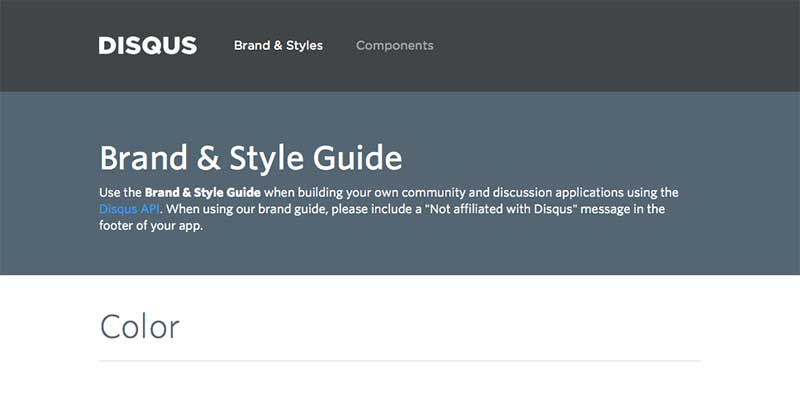 DISQUS Brand & Styles Components
Brand & Style Guide
Use the Brand & Style Guide when building your own community and discussion applications using the
Disqus API. When using our brand guide, please include a "Not affiliated with Disqus" message in the
footer of your app.
Color